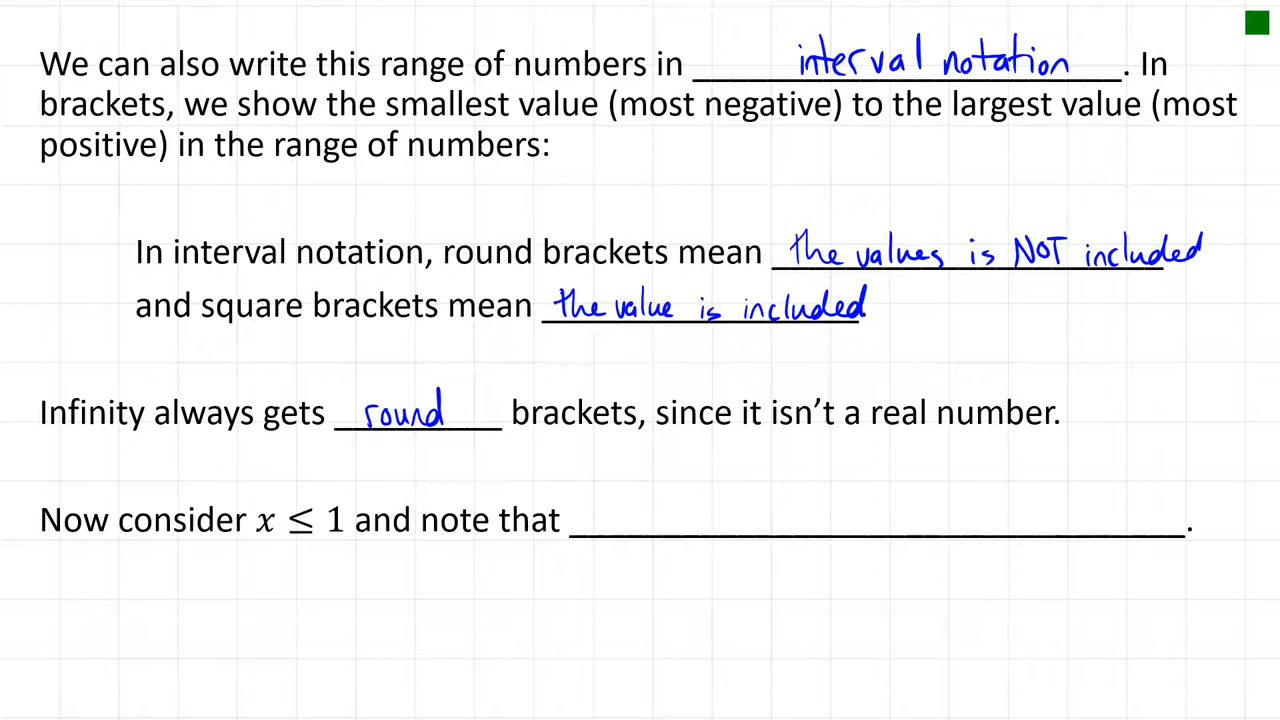 We can also write this range of numbers in interval notation. In
brackets, we show the smallest value (most negative) to the largest value (most
positive) in the range of numbers:
In interval notation, round brackets mean the values is NOT included
and square brackets mean the value is included.
Infinity always gets round brackets, since it isn’t a real number.
Now consider 𝑥 ≤ 1 and note that ______________________________.